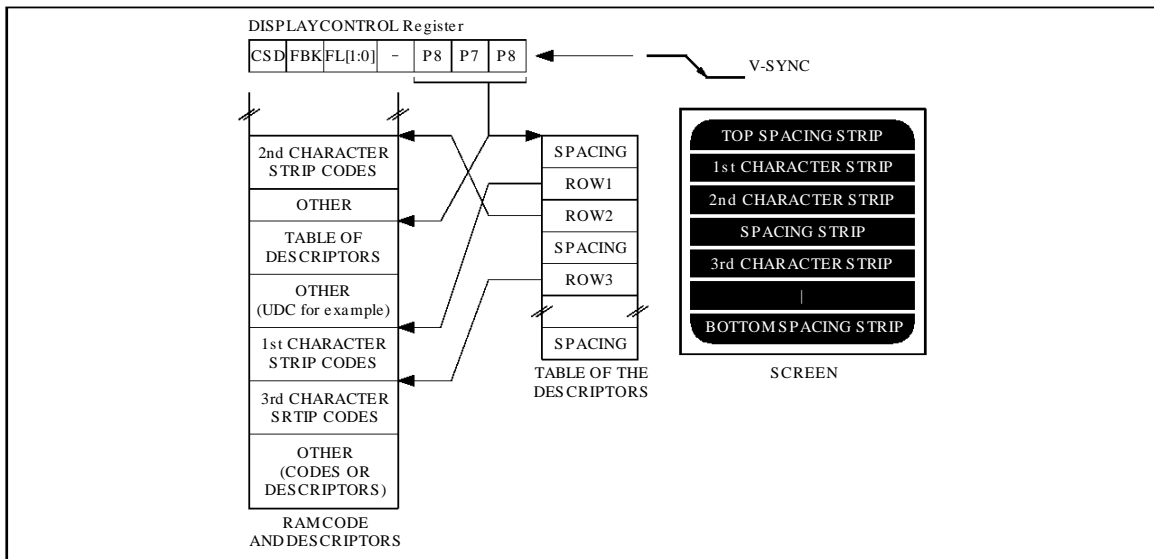 DISPLAYCONTROL Register
CSD FBK FL[1:0] - P8 P7 P8
V-SYNC
2nd CHARACTER
STRIP CODES
OTHER
TABLE OF
DESCRIPTORS
OTHER
(UDC for example)
1st CHARACTER
STRIP CODES
3rd CHARACTER
SRTIP CODES
OTHER
(CODES OR
DESCRIPTORS)
RAMCODE
AND DESCRIPTORS
SPACING
ROW1
ROW2
SPACING
ROW3
SPACING
TABLE OF THE
DESCRIPTORS
TOP SPACING STRIP
1st CHARACTER STRIP
2nd CHARACTER STRIP
SPACING STRIP
3rd CHARACTER STRIP
|
BOTTOM SPACING STRIP
SCREEN